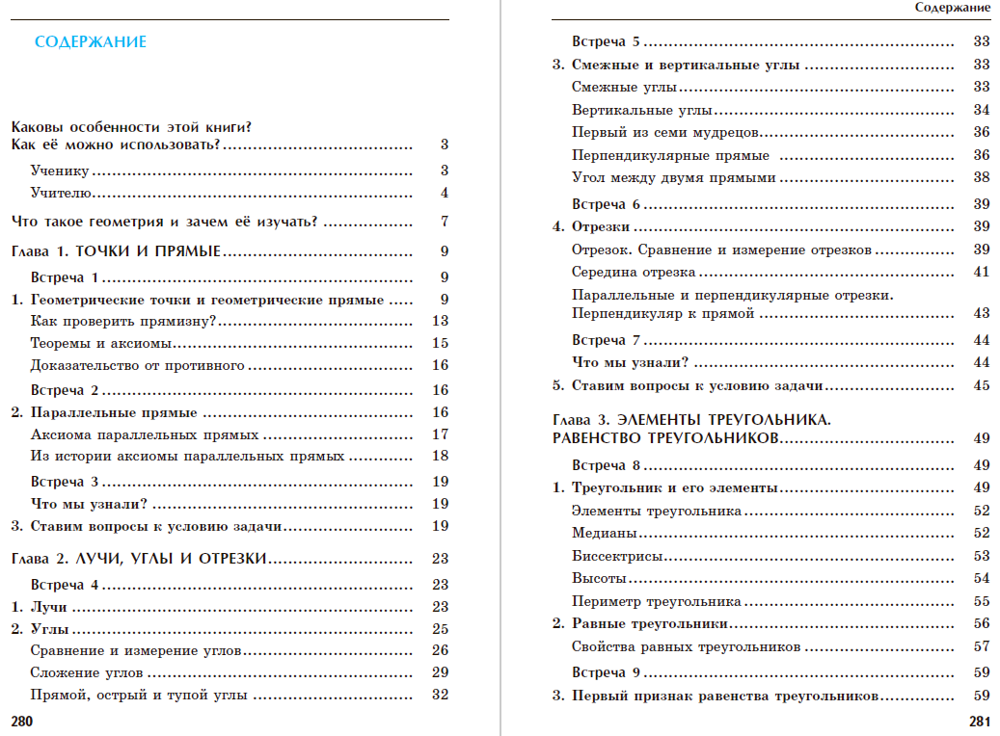 СОДЕРЖАНИЕ
Каковы особенности этой книги?
Как её можно использовать?..................................... 3
Ученику................................................................ 3
Учителю................................................................ 4
Что такое геометрия и зачем её изучать? .................. 7
Глава 1. ТОЧКИ И ПРЯМЫЕ..................................... 9
Встреча 1.............................................................. 9
1. Геометрические точки и геометрические прямые ..... 9
Как проверить прямизну?....................................... 13
Теоремы и аксиомы................................................ 15
Доказательство от противного................................. 16
Встреча 2.............................................................. 16
2. Параллельные прямые ......................................... 16
Аксиома параллельных прямых .............................. 17
Из истории аксиомы параллельных прямых ............. 18
Встреча 3.............................................................. 19
Что мы узнали? .................................................... 19
3. Ставим вопросы к условию задачи.......................... 19
Глава 2. ЛУЧИ, УГЛЫ И ОТРЕЗКИ............................. 23
Встреча 4.............................................................. 23
1. Лучи ................................................................... 23
2. Углы.................................................................... 25
Сравнение и измерение углов.................................. 26
Сложение углов ..................................................... 29
Прямой, острый и тупой углы ................................ 32
280
Содержание
Встреча 5.............................................................. 33
3. Смежные и вертикальные углы .............................. 33
Смежные углы....................................................... 33
Вертикальные углы................................................ 34
Первый из семи мудрецов....................................... 36
Перпендикулярные прямые ................................... 36
Угол между двумя прямыми................................... 38
Встреча 6.............................................................. 39
4. Отрезки................................................................ 39
Отрезок. Сравнение и измерение отрезков ................ 39
Середина отрезка................................................... 41
Параллельные и перпендикулярные отрезки.
Перпендикуляр к прямой ....................................... 43
Встреча 7.............................................................. 44
Что мы узнали? .................................................... 44
5. Ставим вопросы к условию задачи.......................... 45
Глава 3. ЭЛЕМЕНТЫ ТРЕУГОЛЬНИКА.
РАВЕНСТВО ТРЕУГОЛЬНИКОВ................................... 49
Встреча 8.............................................................. 49
1. Треугольник и его элементы................................... 49
Элементы треугольника.......................................... 52
Медианы............................................................... 52
Биссектрисы.......................................................... 53
Высоты................................................................. 54
Периметр треугольника.......................................... 55
2. Равные треугольники............................................. 56
Свойства равных треугольников .............................. 57
Встреча 9.............................................................. 59
3. Первый признак равенства треугольников............... 59
281